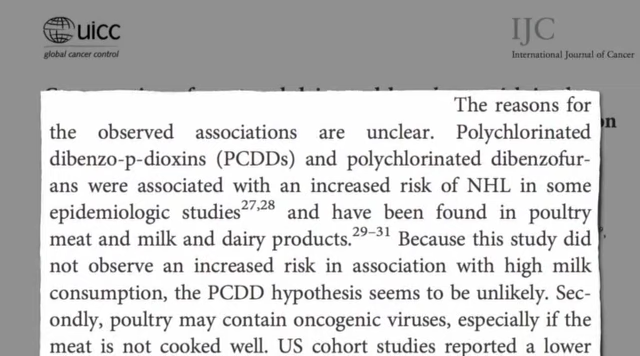 uicc
global cancer control
IJC
International Journal of Cancer
The reasons for
the observed associations are unclear. Polychlorinated
dibenzo-p-dioxins (PCDDs) and polychlorinated dibenzofur-
ans were associated with an increased risk of NHL in some
epidemiologic studies27,28 and have been found in poultry
meat and milk and dairy products.29–31 Because this study did
not observe an increased risk in association with high milk
consumption, the PCDD hypothesis seems to be unlikely. Sec-
ondly, poultry may contain oncogenic viruses, especially if the
meat is not cooked well. US cohort studies reported a lower